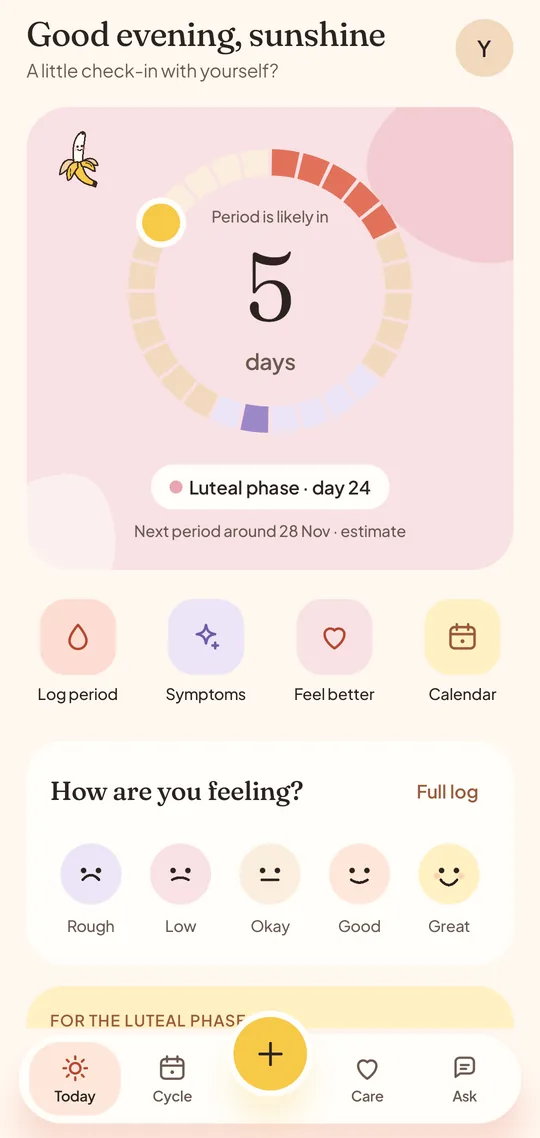 Good evening, sunshine
A little check-in with yourself?
Y
Period is likely in
5
days
Luteal phase · day 24
Next period around 28 Nov · estimate
Log period
Symptoms
Feel better
Calendar
How are you feeling?
Full log
Rough
Low
Okay
Good
Great
FOR THE LUTEAL PHASE
Today
Cycle
Care
Ask